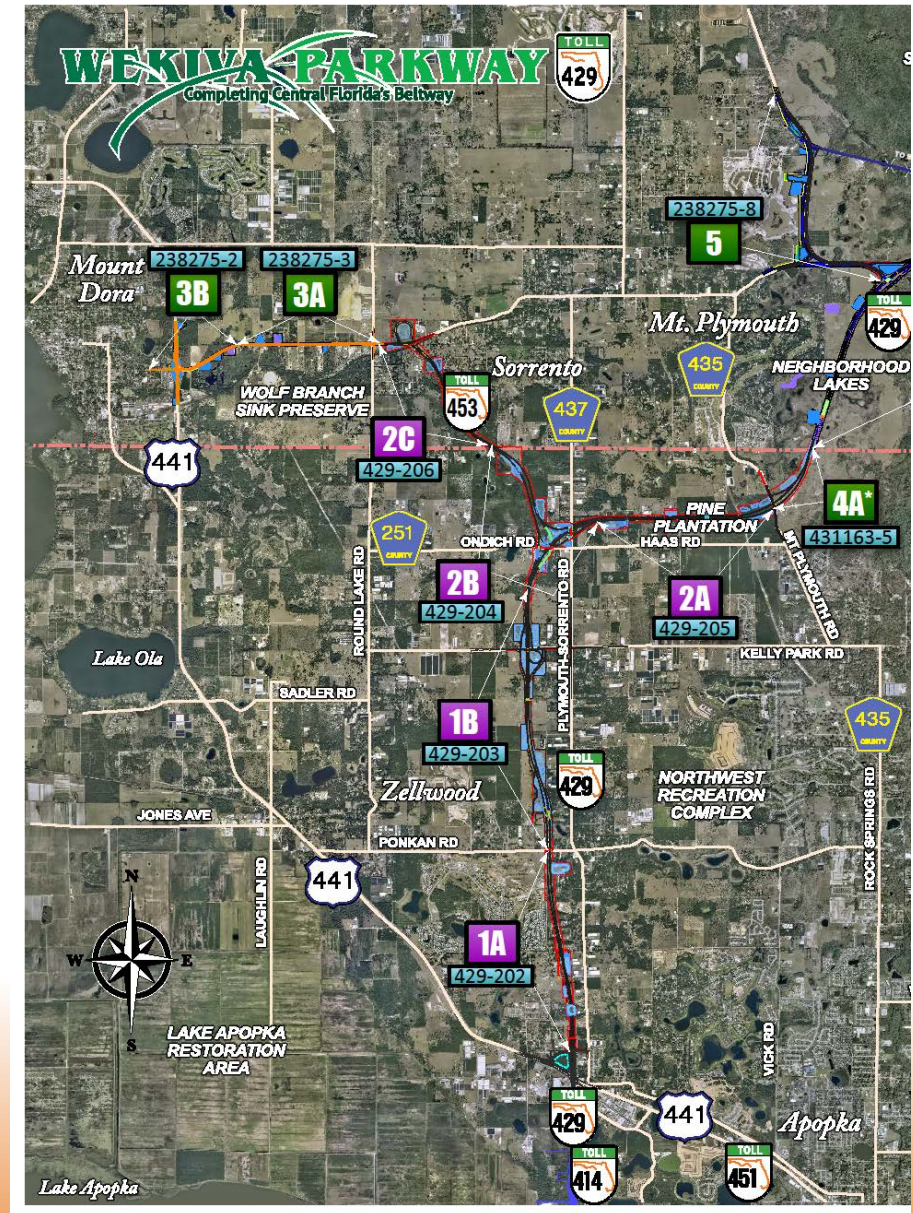 WEKIVA PARKWAY
Completing Central Florida's Beltway
TOLL
429
238275-8
5
Mount
Dora
238275-2
3B
238275-3
3A
TOLL
429
Mt. Plymouth
Sorrento
435
COUNTY
NEIGHBORHOOD
LAKES
WOLF BRANCH
SINK PRESERVE
TOLL
453
437
COUNTY
2C
429-206
441
4A*
431163-5
PINE
PLANTATION
251
COUNTY
ONDICH RD
HAAS RD
MT PLYMOUTH RD
ROUND LAKE RD
2B
429-204
PLYMOUTH-SORRENTO RD
2A
429-205
KELLY PARK RD
Lake Ola
SADLER RD
1B
429-203
435
COUNTY
Zellwood
TOLL
429
NORTHWEST
RECREATION
COMPLEX
ROCK SPRINGS RD
JONES AVE
PONKAN RD
LAUGHLIN RD
441
N
W
E
S
1A
429-202
LAKE APOPKA
RESTORATION
AREA
VICK RD
TOLL
429
441
Apopka
TOLL
414
TOLL
451
Lake Apopka